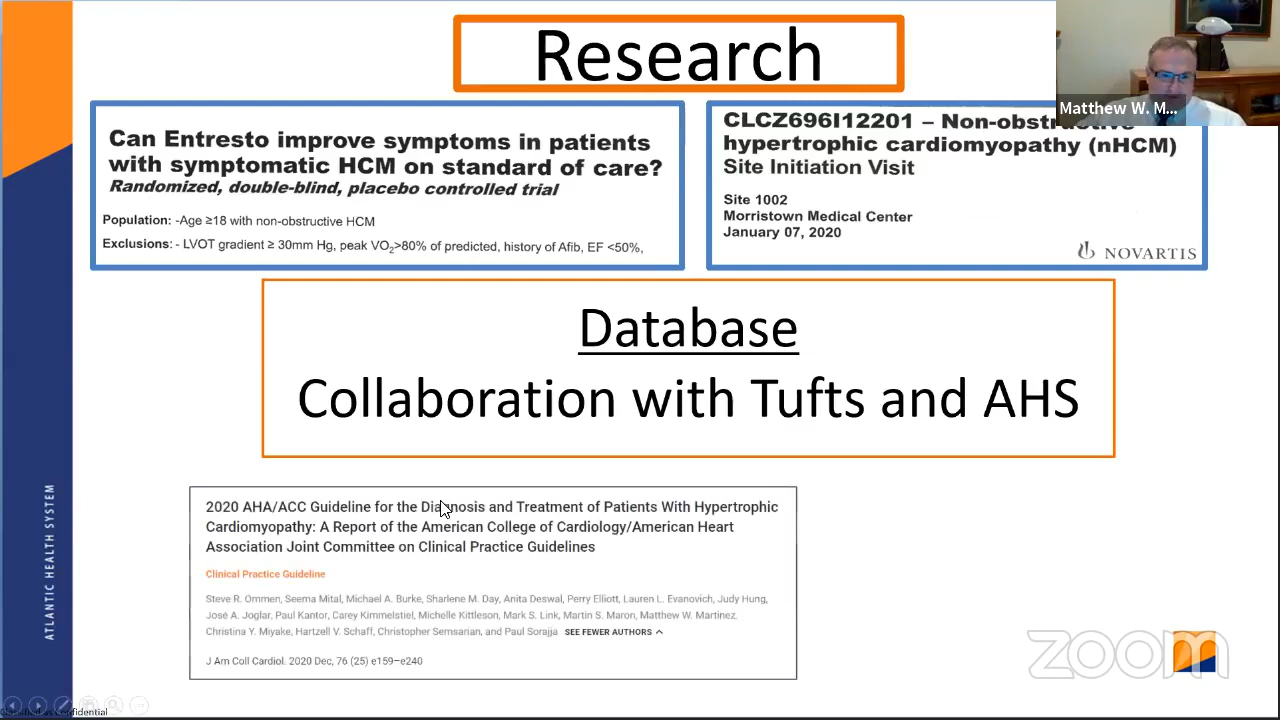 Research
Matthew W. M...
Can Entresto improve symptoms in patients
with symptomatic HCM on standard of care?
Randomized, double-blind, placebo controlled trial
Population: -Age ≥18 with non-obstructive HCM
Exclusions: - LVOT gradient ≥ 30mm Hg, peak VO2>80% of predicted, history of Afib, EF <50%,
CLCZ696I12201 – Non-obstructive
hypertrophic cardiomyopathy (nHCM)
Site Initiation Visit
Site 1002
Morristown Medical Center
January 07, 2020
NOVARTIS
Database
Collaboration with Tufts and AHS
2020 AHA/ACC Guideline for the Diagnosis and Treatment of Patients With Hypertrophic
Cardiomyopathy: A Report of the American College of Cardiology/American Heart
Association Joint Committee on Clinical Practice Guidelines
Clinical Practice Guideline
Steve R. Ommen, Seema Mital, Michael A. Burke, Sharlene M. Day, Anita Deswal, Perry Elliott, Lauren L. Evanovich, Judy Hung,
José A. Joglar, Paul Kantor, Carey Kimmelstiel, Michelle Kittleson, Mark S. Link, Martin S. Maron, Matthew W. Martinez,
Christina Y. Miyake, Hartzell V. Schaff, Christopher Semsarian, and Paul Sorajja SEE FEWER AUTHORS
J Am Coll Cardiol. 2020 Dec, 76 (25) e159–e240
ATLANTIC HEALTH SYSTEM
zoom
Confidential